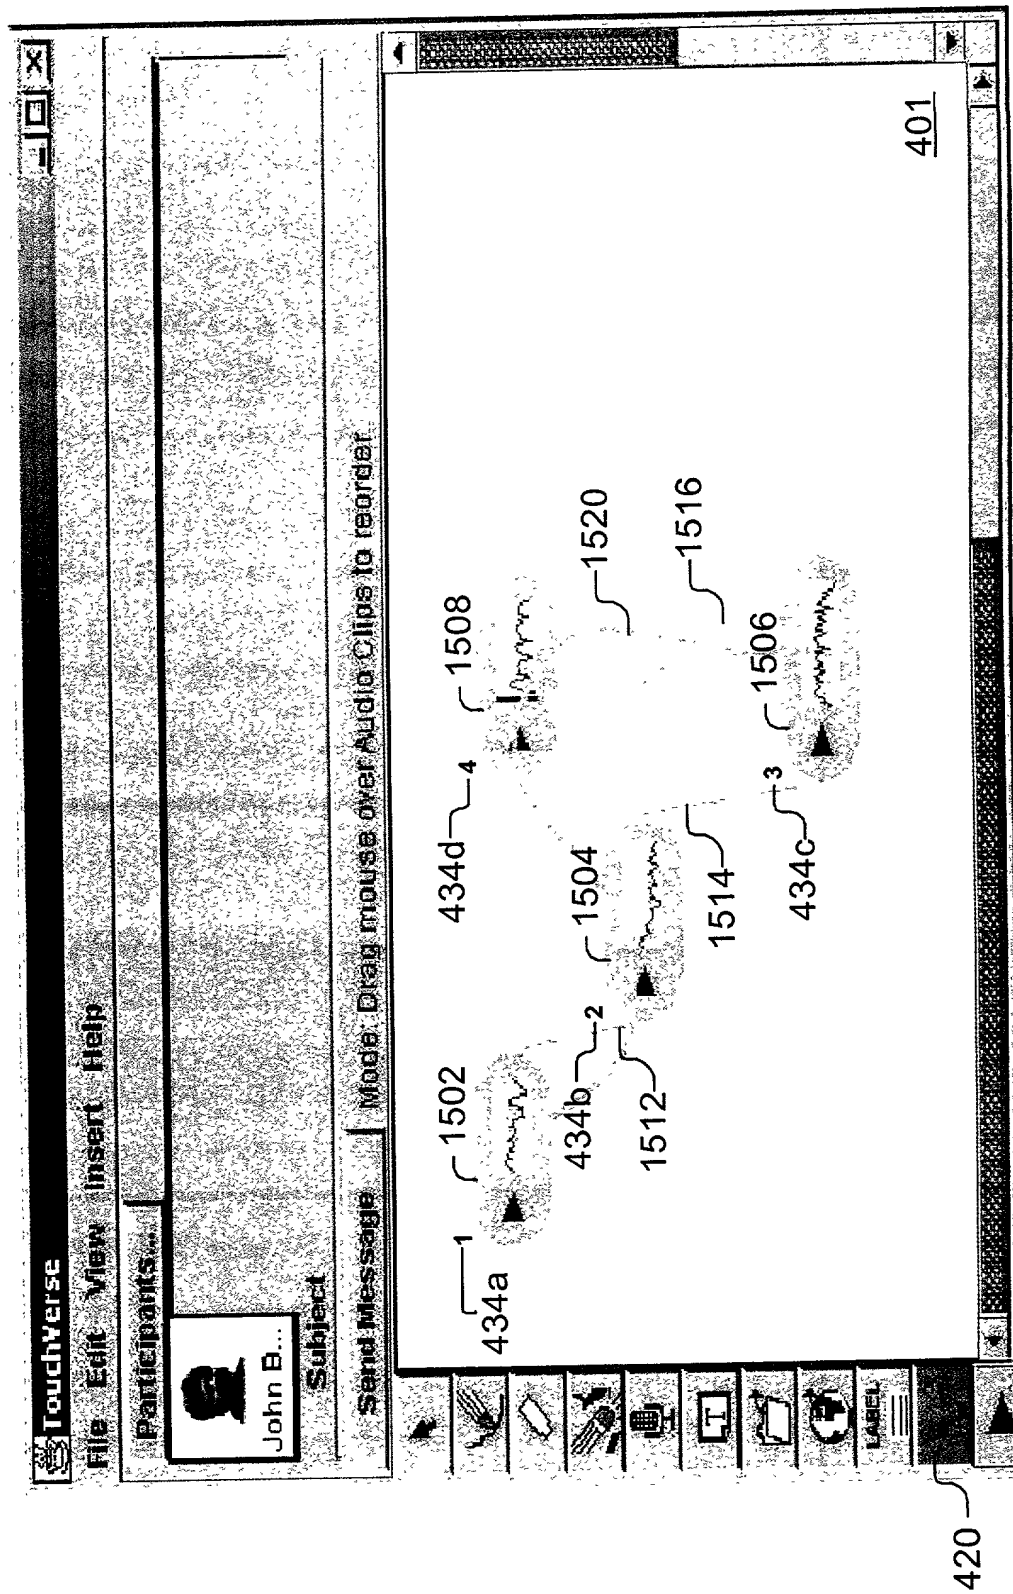 TouchVerse
File Edit View Insert Help
Participants...
John B...
Subject
Send Message Mode: Drag mouse over Audio Clips to reorder
1
434a
1502
434b
2
1512
1504
434d
4
1508
1520
1516
1514
434c
3
1506
401
T
LABEL
420